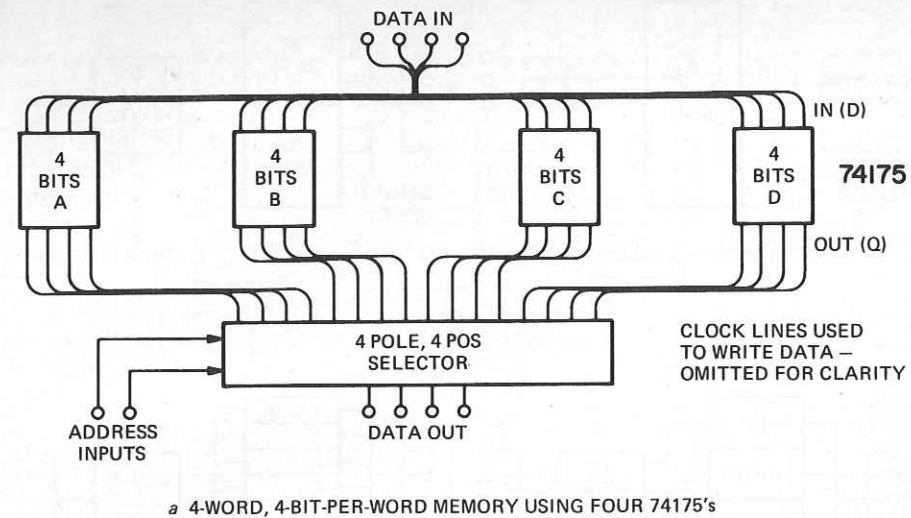 DATA IN
IN (D)
4
BITS
A
4
BITS
B
4
BITS
C
4
BITS
D
74175
OUT (Q)
4 POLE, 4 POS
SELECTOR
CLOCK LINES USED
TO WRITE DATA –
OMITTED FOR CLARITY
ADDRESS
INPUTS
DATA OUT
a 4-WORD, 4-BIT-PER-WORD MEMORY USING FOUR 74175's